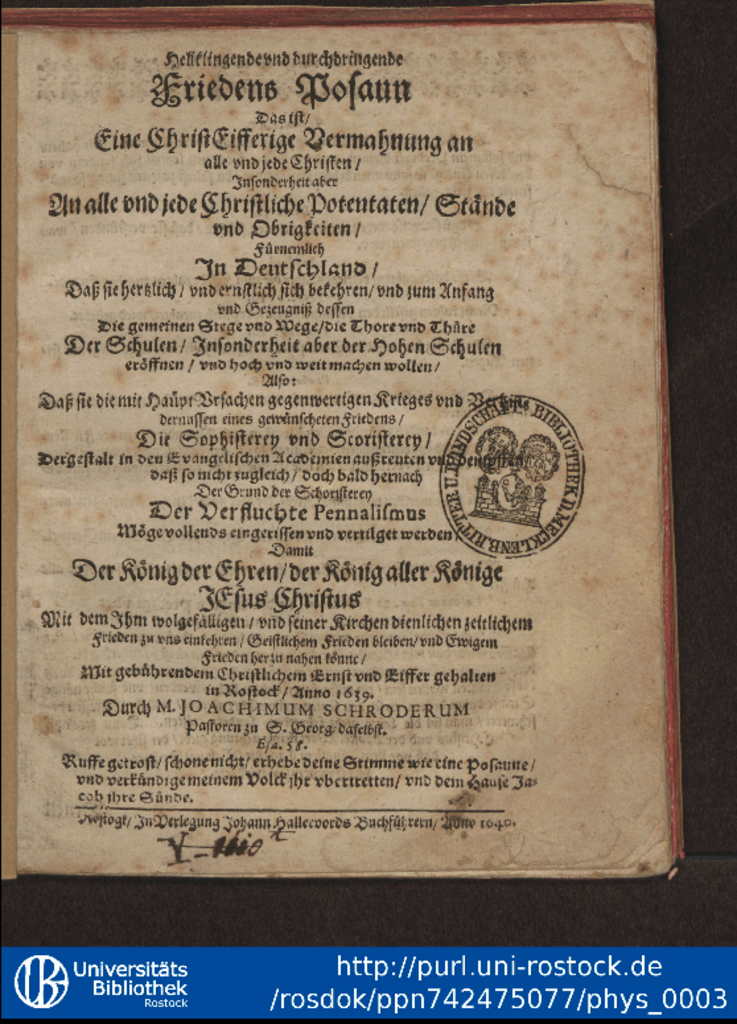 Hellklingende vnd durchdringende
Friedens Posaun
Das ist/
Eine ChristEifferige Vermahnung an
alle vnd jede Christen/
Insonderheit aber
An alle vnd jede Christliche Potentaten/ Stände
vnd Obrigkeiten/
Fürnemlich
In Deutschland/
Daß sie hertzlich/ vnd ernstlich sich bekehren/ vnd zum Anfang
vnd Gezeugniß dessen
Die gemeinen Stege vnd Wege/ die Thore vnd Thüre
Der Schulen/ Insonderheit aber der Hohen Schulen
eröffnen/ vnd hoch vnd weit machen wollen/
Also:
Daß sie die mit Haüpt Vrsachen gegenwertigen Krieges vnd
dernussen eines gewünscheten Friedens/
Die Sophisterey vnd Scoristerey/
Dergestalt in den Evangelischen Academien außreuten vnd
daß so nicht zugleich/ doch bald hernach
Der Grund der Schoristerey
Der Verfluchte Pennalismus
Möge vollends eingerissen vnd vertilget werden
Damit
Der König der Ehren/ der König aller Könige
JEsus Christus
Mit dem Ihm wolgefälligen/ vnd seiner Kirchen dienlichen zeitlichem
Frieden zu vns einkehren/ Geistlichem Frieden bleiben/ vnd Ewigem
Frieden herzu nahen könne/
Mit gebührendem Christlichem Ernst vnd Eiffer gehalten
in Rostock/ Anno 1639.
Durch M. JOACHIMUM SCHRODERUM
Pastoren zu S. Georg daselbst.
Esa. 58.
Ruffe getrost/ schone nicht/ erhebe deine Stimme wie eine Posaune/
vnd verkündige meinem Volck jhr vbertretten/ vnd dem Hause Ja-
cob jhre Sünde.
Rostogk/ In Verlegung Johann Hallervords Buchführern/ Anno 1640.
RITTER U. LANDSCHAFTL. BIBLIOTHEK D. MECKLENB.
Universitäts
Bibliothek
Rostock
http://purl.uni-rostock.de
/rosdok/ppn742475077/phys_0003